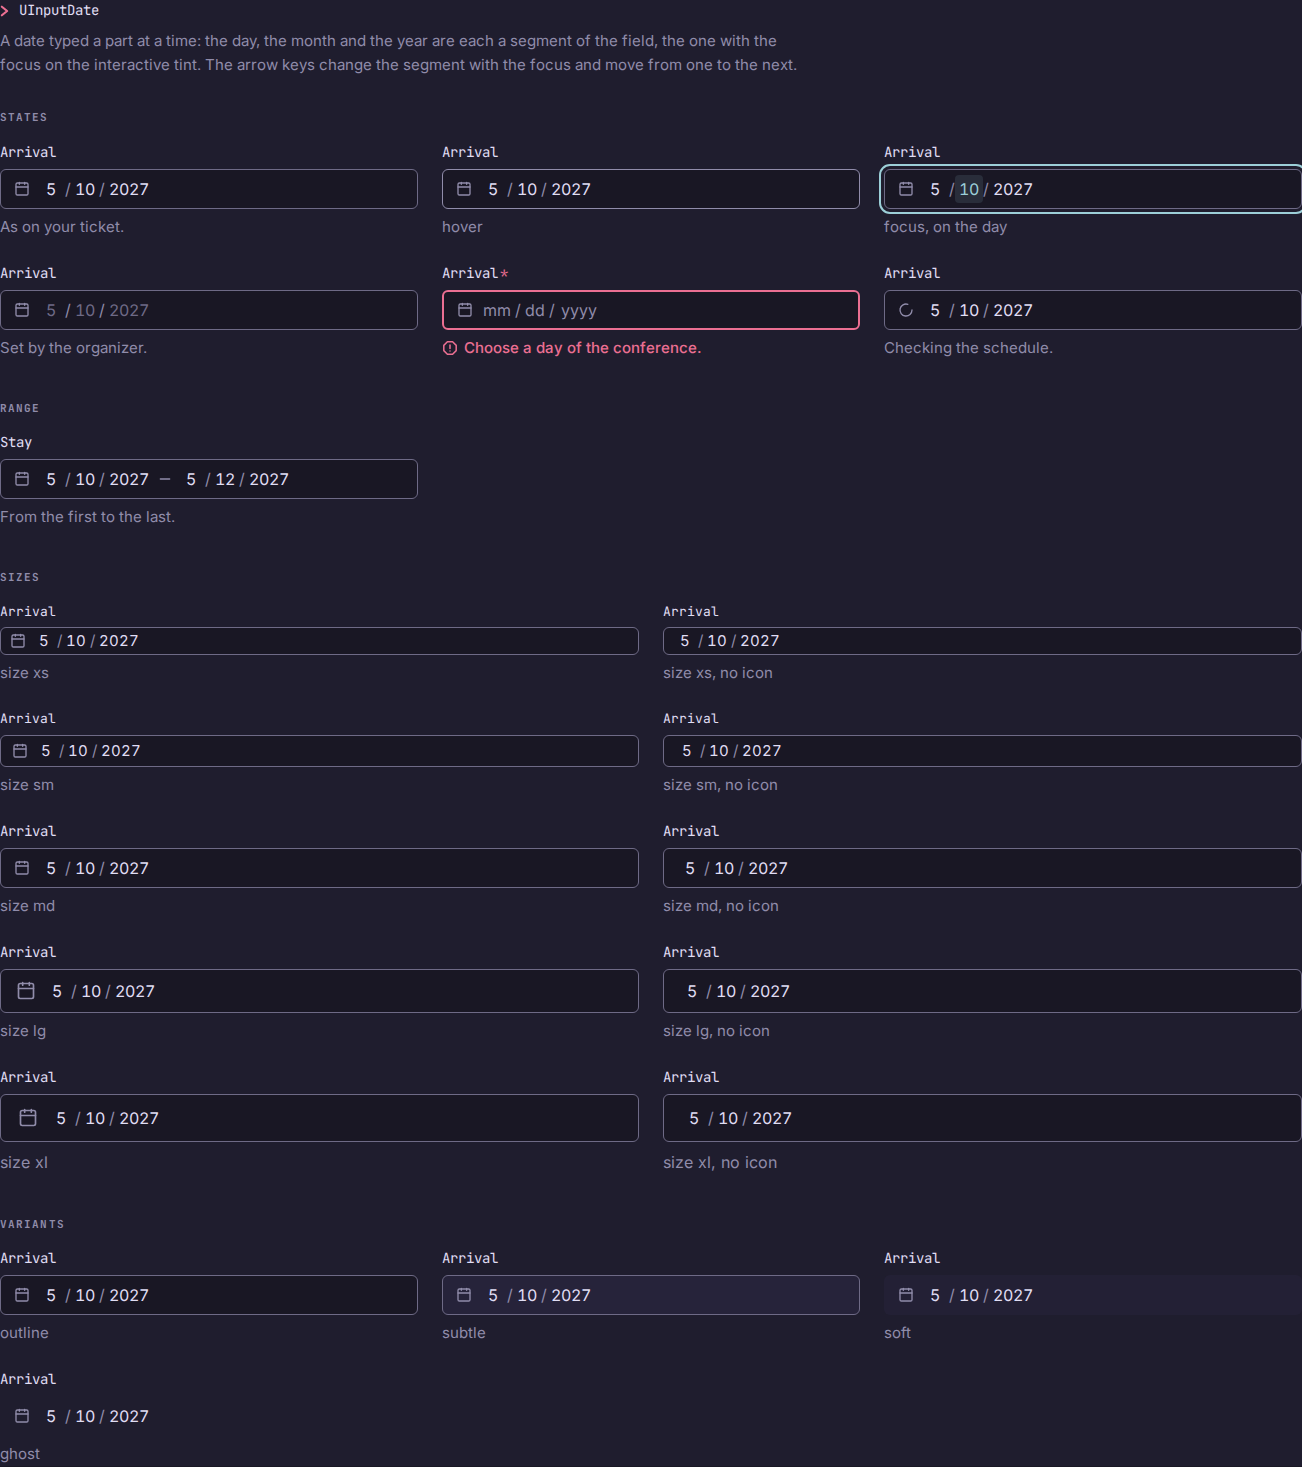 UInputDate
A date typed a part at a time: the day, the month and the year are each a segment of the field, the one with the
focus on the interactive tint. The arrow keys change the segment with the focus and move from one to the next.
STATES
Arrival Arrival Arrival
5 / 10 / 2027 5 / 10 / 2027 5 / 10 / 2027
As on your ticket. hover focus, on the day
Arrival Arrival* Arrival
5 / 10 / 2027 mm / dd / yyyy 5 / 10 / 2027
Set by the organizer. Choose a day of the conference. Checking the schedule.
RANGE
Stay
5 / 10 / 2027 – 5 / 12 / 2027
From the first to the last.
SIZES
Arrival Arrival
5 / 10 / 2027 5 / 10 / 2027
size xs size xs, no icon
Arrival Arrival
5 / 10 / 2027 5 / 10 / 2027
size sm size sm, no icon
Arrival Arrival
5 / 10 / 2027 5 / 10 / 2027
size md size md, no icon
Arrival Arrival
5 / 10 / 2027 5 / 10 / 2027
size lg size lg, no icon
Arrival Arrival
5 / 10 / 2027 5 / 10 / 2027
size xl size xl, no icon
VARIANTS
Arrival Arrival Arrival
5 / 10 / 2027 5 / 10 / 2027 5 / 10 / 2027
outline subtle soft
Arrival
5 / 10 / 2027
ghost